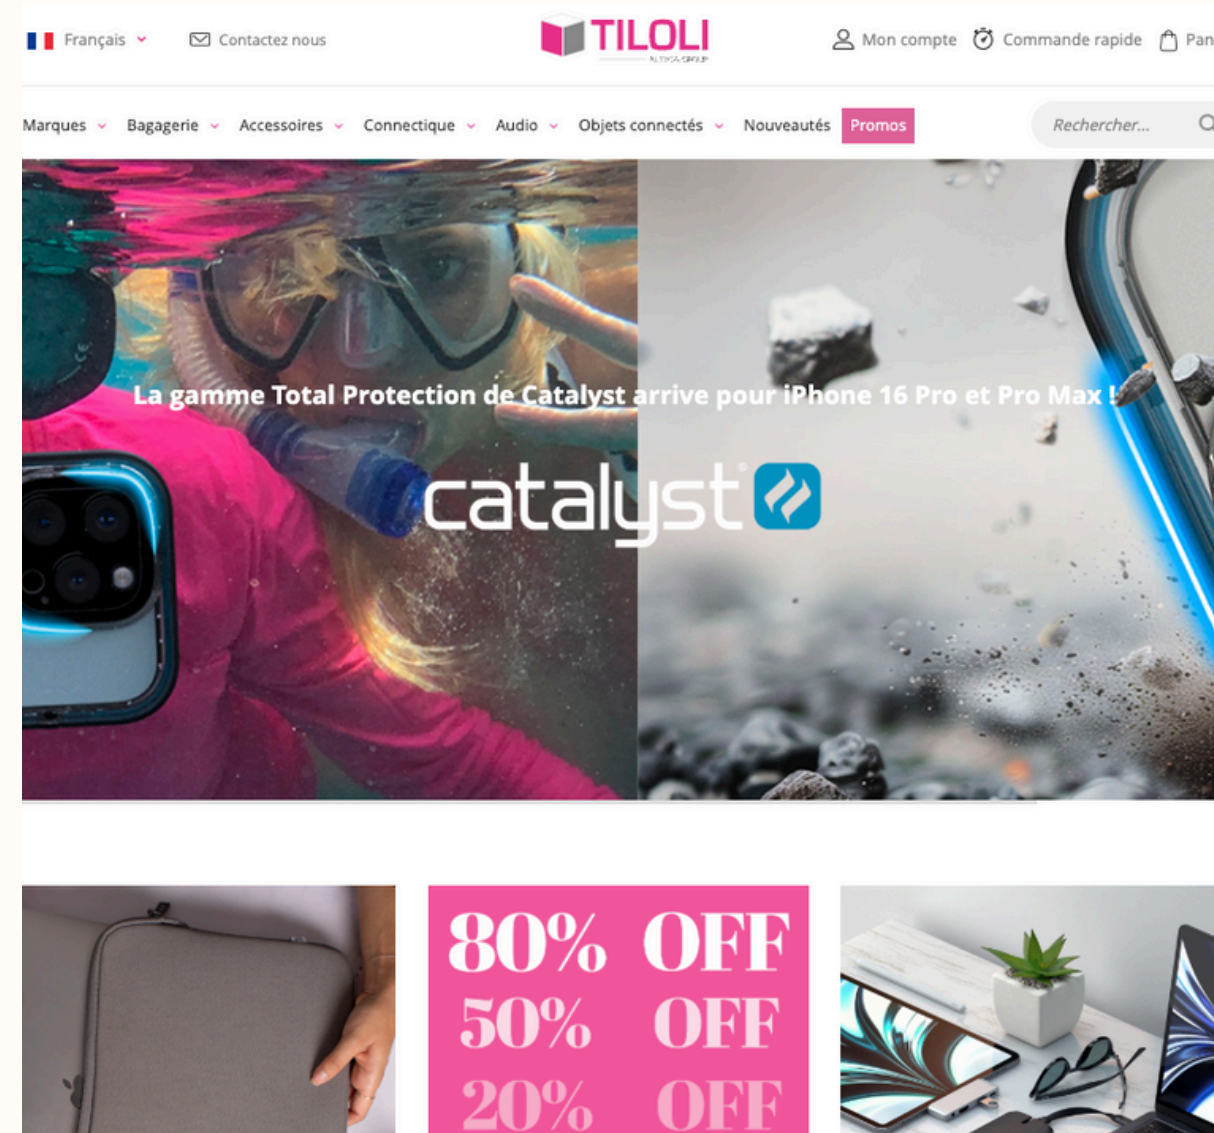 Français
Contactez nous
TILOLI
GROUP
Mon compte
Commande rapide
Pan
Marques
Bagagerie
Accessoires
Connectique
Audio
Objets connectés
Nouveautés
Promos
Rechercher...
La gamme Total Protection de Catalyst arrive pour iPhone 16 Pro et Pro Max !
catalyst
80% OFF
50% OFF
20% OFF